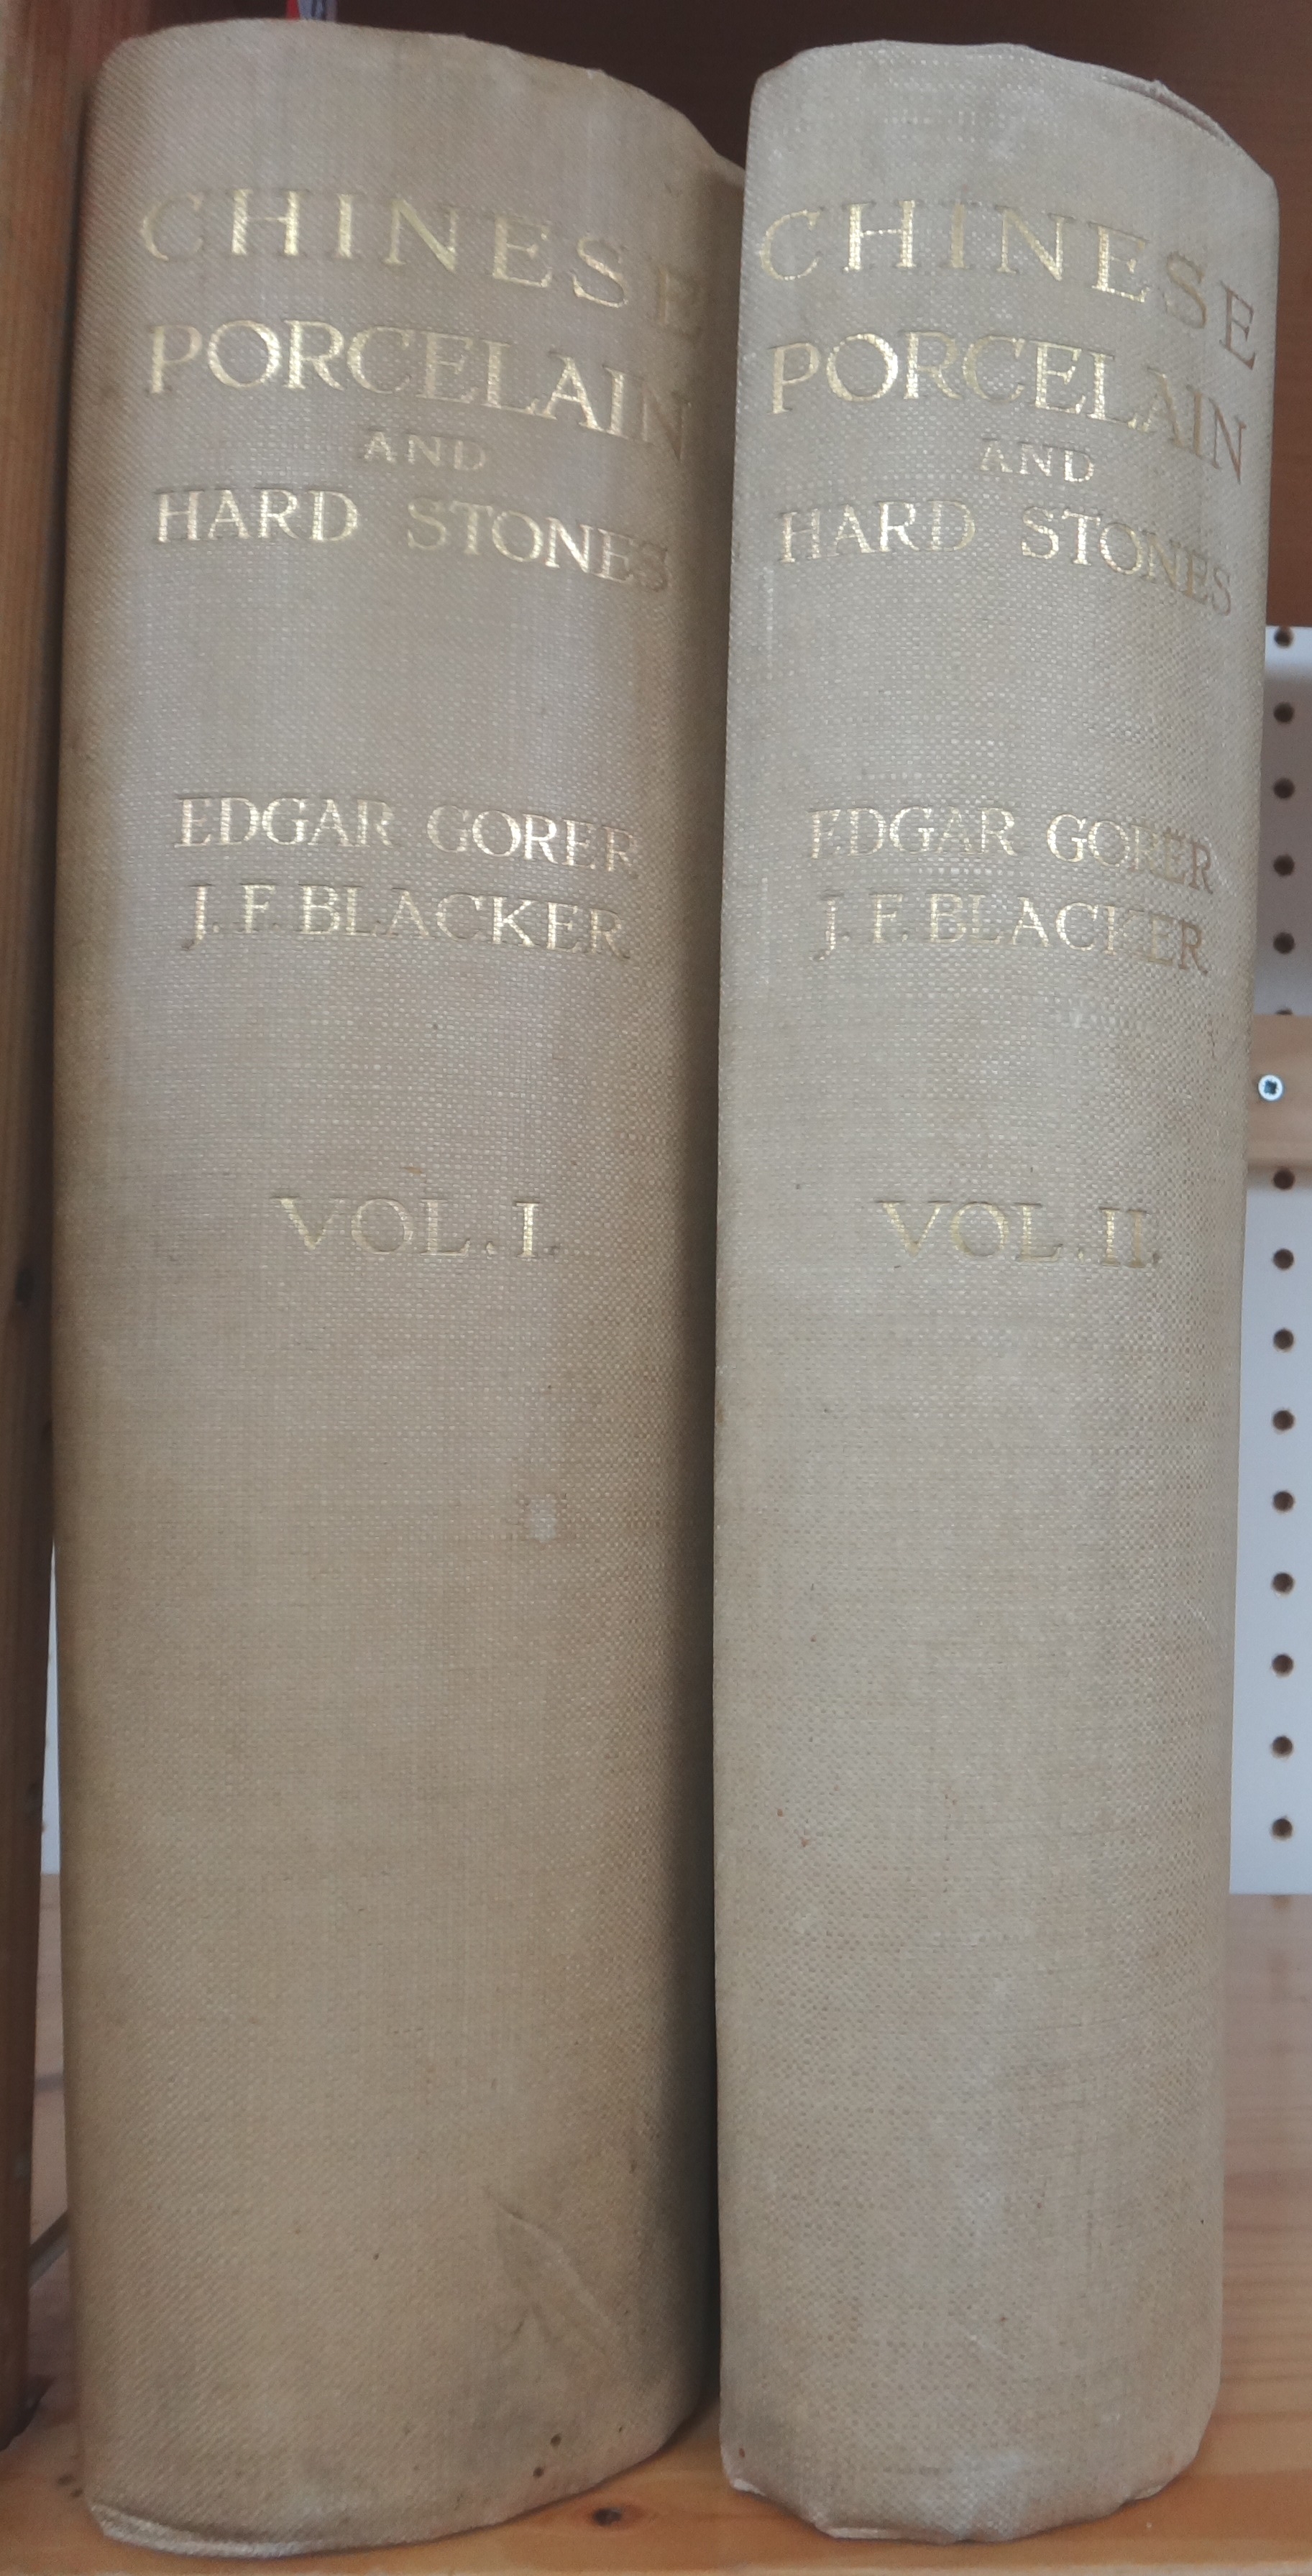 CHINESE
PORCELAIN
AND
HARD STONES
EDGAR GORER
J. F. BLACKER
VOL. I
CHINESE
PORCELAIN
AND
HARD STONES
EDGAR GORER
J. F. BLACKER
VOL. II.